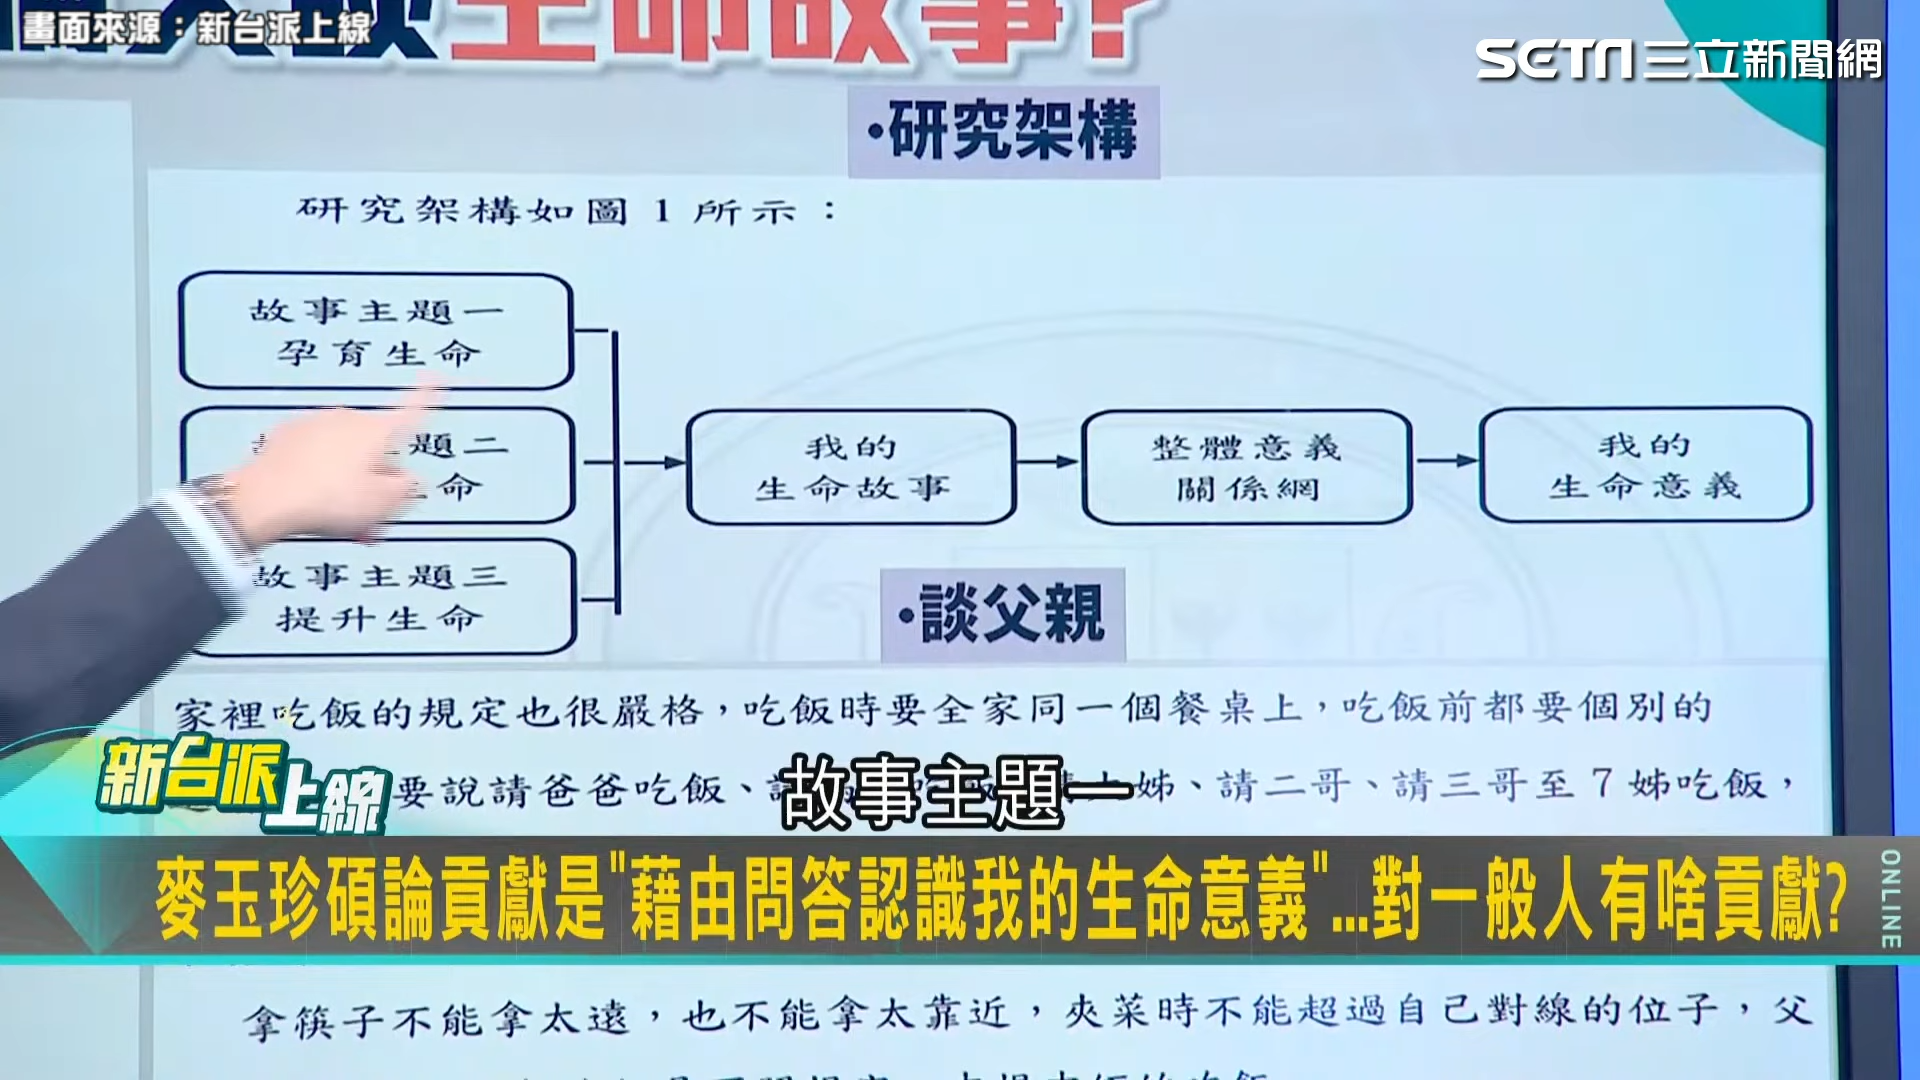 畫面來源：新台派上線
生命故事?
SETN三立新聞網
·研究架構
研究架構如圖1所示：
故事主題一
孕育生命
題二
命
故事主題三
提升生命
我的
生命故事
整體意義
關係網
我的
生命意義
·談父親
家裡吃飯的規定也很嚴格，吃飯時要全家同一個餐桌上，吃飯前都要個別的
要說請爸爸吃飯、
姊、請二哥、請三哥至7姊吃飯，
新台派上線
故事主題一
麥玉珍碩論貢獻是"藉由問答認識我的生命意義"...對一般人有啥貢獻?
ONLINE
拿筷子不能拿太遠，也不能拿太靠近，夾菜時不能超過自己對線的位子，父